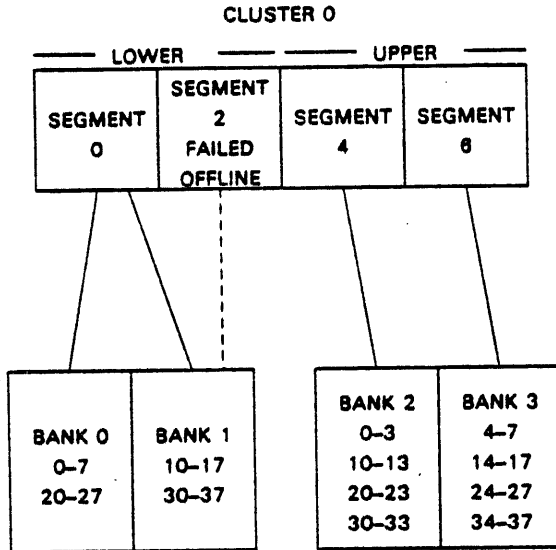 CLUSTER 0
LOWER
UPPER
SEGMENT
0
SEGMENT
2
FAILED
OFFLINE
SEGMENT
4
SEGMENT
6
BANK 0
0–7
20–27
BANK 1
10–17
30–37
BANK 2
0–3
10–13
20–23
30–33
BANK 3
4–7
14–17
24–27
34–37